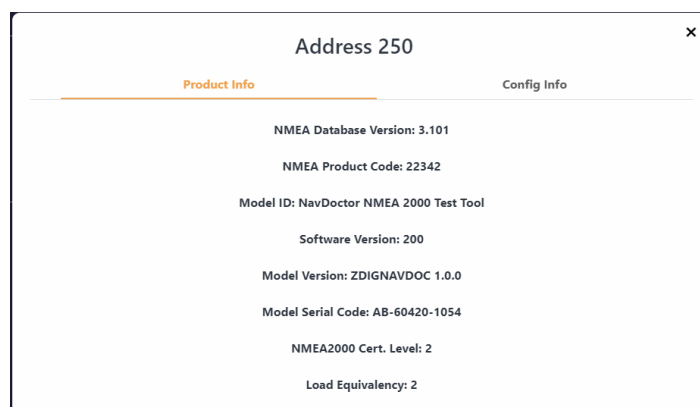 Address 250
×
Product Info
Config Info
NMEA Database Version: 3.101
NMEA Product Code: 22342
Model ID: NavDoctor NMEA 2000 Test Tool
Software Version: 200
Model Version: ZDIGNAVDOC 1.0.0
Model Serial Code: AB-60420-1054
NMEA2000 Cert. Level: 2
Load Equivalency: 2